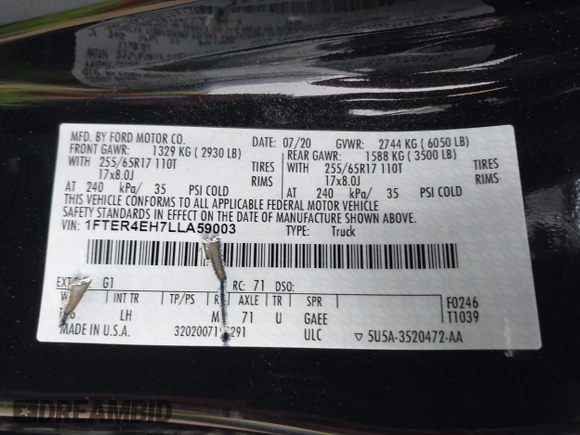 MFD. BY FORD MOTOR CO.
DATE: 07/20 GVWR: 2744 KG ( 6050 LB)
FRONT GAWR: 1329 KG ( 2930 LB)
REAR GAWR: 1588 KG ( 3500 LB)
WITH 255/65R17 110T TIRES
WITH 255/65R17 110T TIRES
17x8.0J RIMS
17x8.0J RIMS
AT 240 kPa/ 35 PSI COLD
AT 240 kPa/ 35 PSI COLD
THIS VEHICLE CONFORMS TO ALL APPLICABLE FEDERAL MOTOR VEHICLE
SAFETY STANDARDS IN EFFECT ON THE DATE OF MANUFACTURE SHOWN ABOVE.
VIN: 1FTER4EH7LLA59003 TYPE: Truck
EXT G1 RC: 71 DSO:
INT TR TP/PS AXLE TR SPR F0246
LH 71 U GAEE T1039
MADE IN U.S.A. ULC 5U5A-3520472-AA
DREAMBID